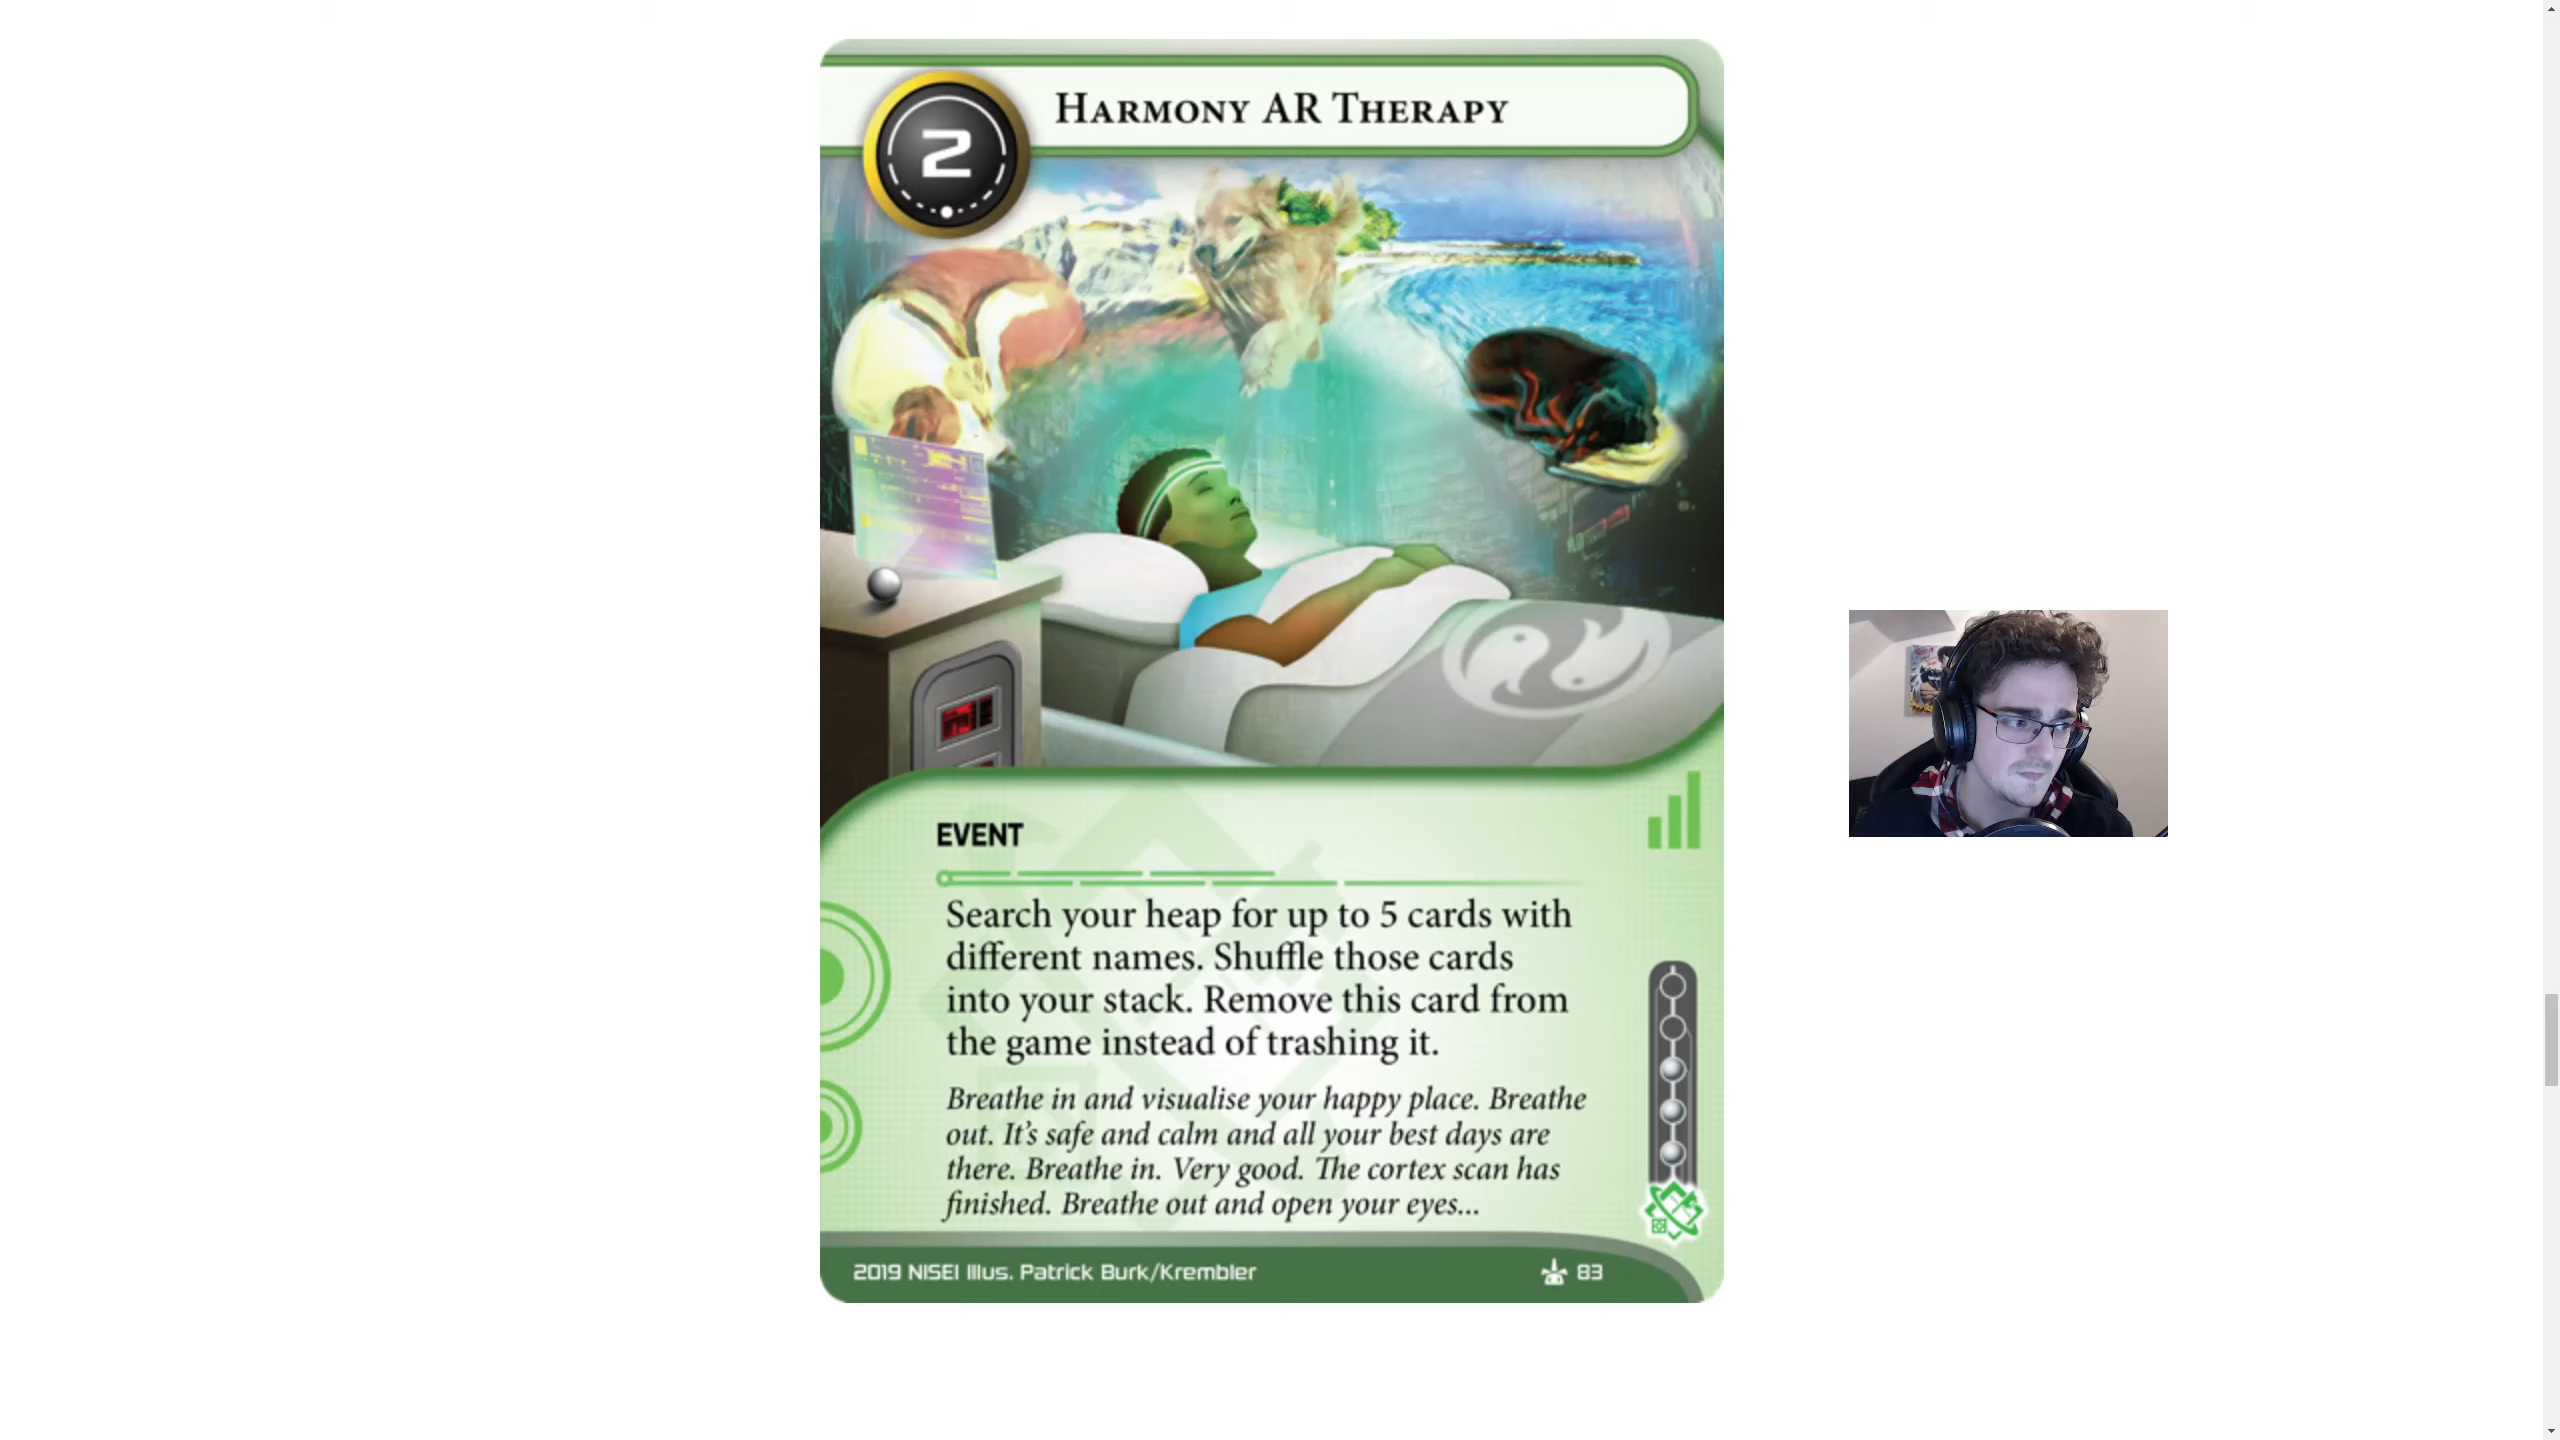 2
Harmony AR Therapy
EVENT
Search your heap for up to 5 cards with
different names. Shuffle those cards
into your stack. Remove this card from
the game instead of trashing it.
Breathe in and visualise your happy place. Breathe
out. It's safe and calm and all your best days are
there. Breathe in. Very good. The cortex scan has
finished. Breathe out and open your eyes...
2019 NISEI Illus. Patrick Burk/Krembler
83